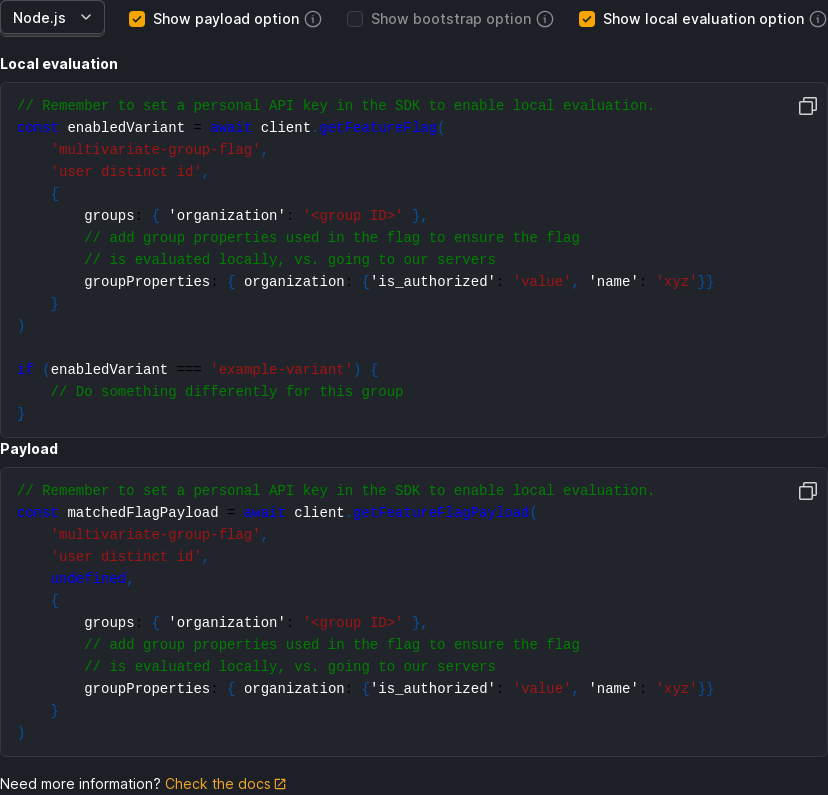 Node.js
Show payload option
Show bootstrap option
Show local evaluation option
Local evaluation
// Remember to set a personal API key in the SDK to enable local evaluation.
const enabledVariant = await client.getFeatureFlag(
    'multivariate-group-flag',
    'user distinct id',
    {
        groups: { 'organization': '<group ID>' },
        // add group properties used in the flag to ensure the flag
        // is evaluated locally, vs. going to our servers
        groupProperties: { organization: {'is_authorized': 'value', 'name': 'xyz'}}
    }
)

if (enabledVariant === 'example-variant') {
    // Do something differently for this group
}
Payload
// Remember to set a personal API key in the SDK to enable local evaluation.
const matchedFlagPayload = await client.getFeatureFlagPayload(
    'multivariate-group-flag',
    'user distinct id',
    undefined,
    {
        groups: { 'organization': '<group ID>' },
        // add group properties used in the flag to ensure the flag
        // is evaluated locally, vs. going to our servers
        groupProperties: { organization: {'is_authorized': 'value', 'name': 'xyz'}}
    }
)
Need more information? Check the docs